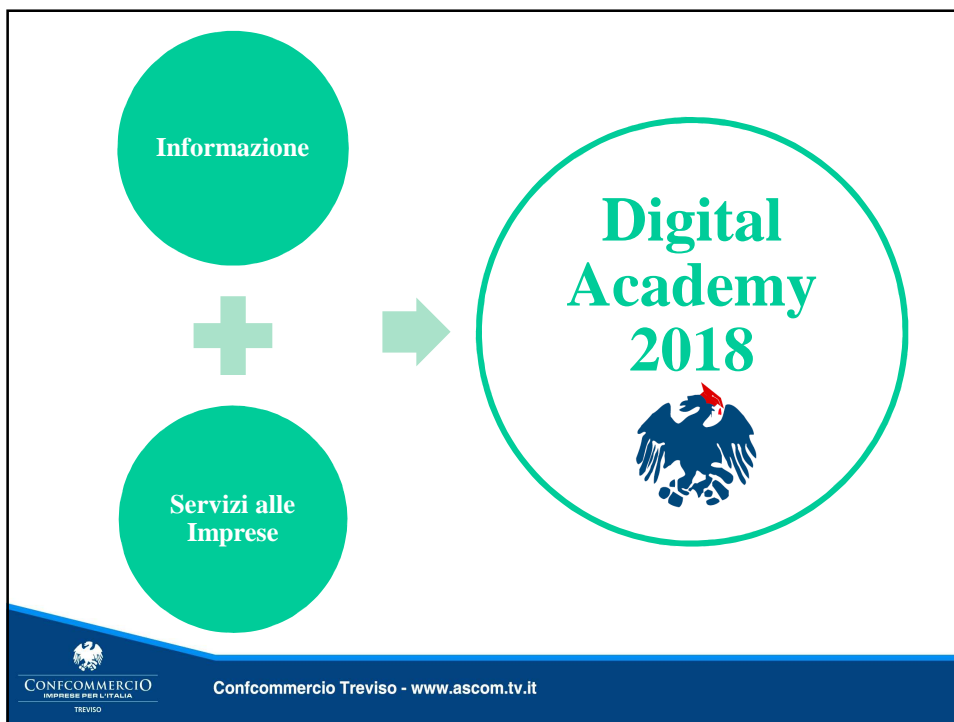 Informazione
Servizi alle
Imprese
Digital
Academy
2018
CONFCOMMERCIO
IMPRESE PER L'ITALIA
TREVISO
Confcommercio Treviso - www.ascom.tv.it